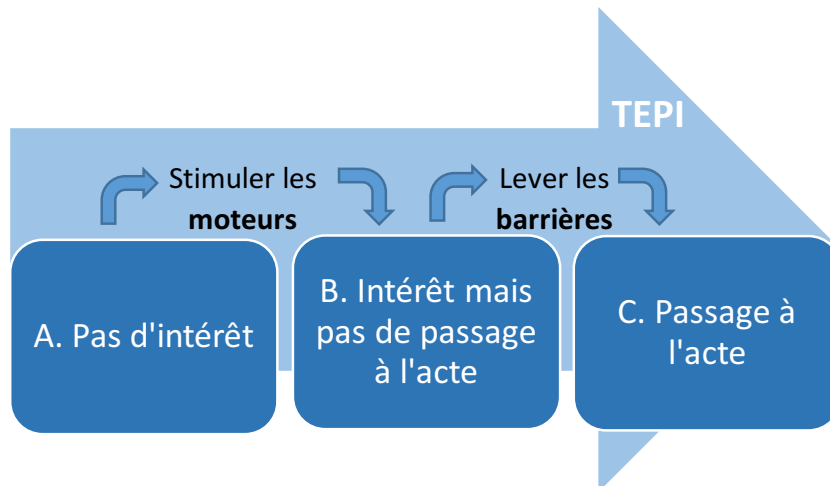 TEPI
Stimuler les
moteurs
Lever les
barrières
A. Pas d'intérêt
B. Intérêt mais
pas de passage
à l'acte
C. Passage à
l'acte